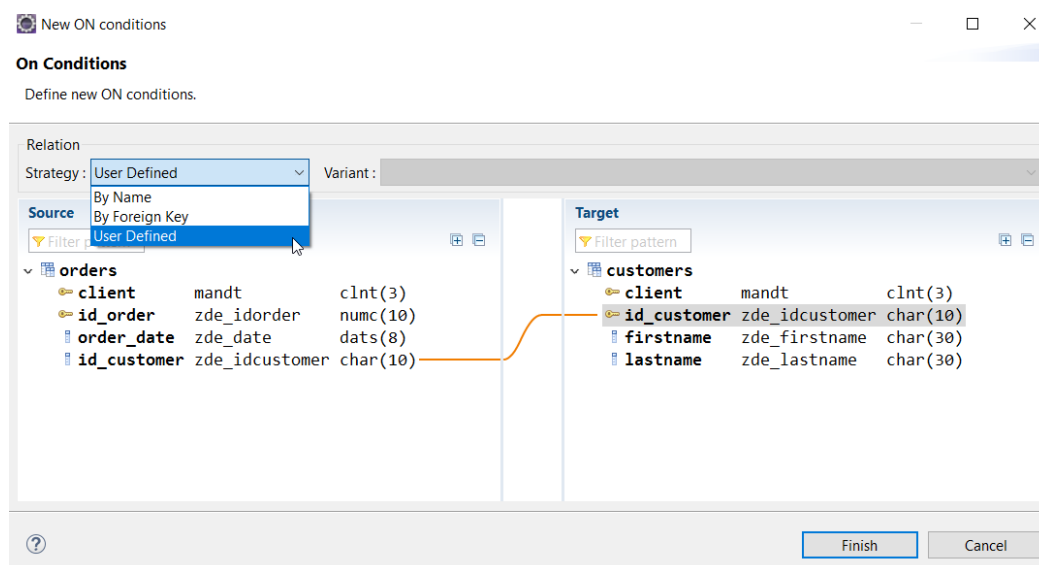 New ON conditions
On Conditions
Define new ON conditions.
Relation
Strategy : User Defined Variant :
By Name
By Foreign Key
User Defined
Source Target
Filter p Filter pattern
orders customers
client mandt clnt(3) client mandt clnt(3)
id_order zde_idorder numc(10) id_customer zde_idcustomer char(10)
order_date zde_date dats(8) firstname zde_firstname char(30)
id_customer zde_idcustomer char(10) lastname zde_lastname char(30)
Finish Cancel